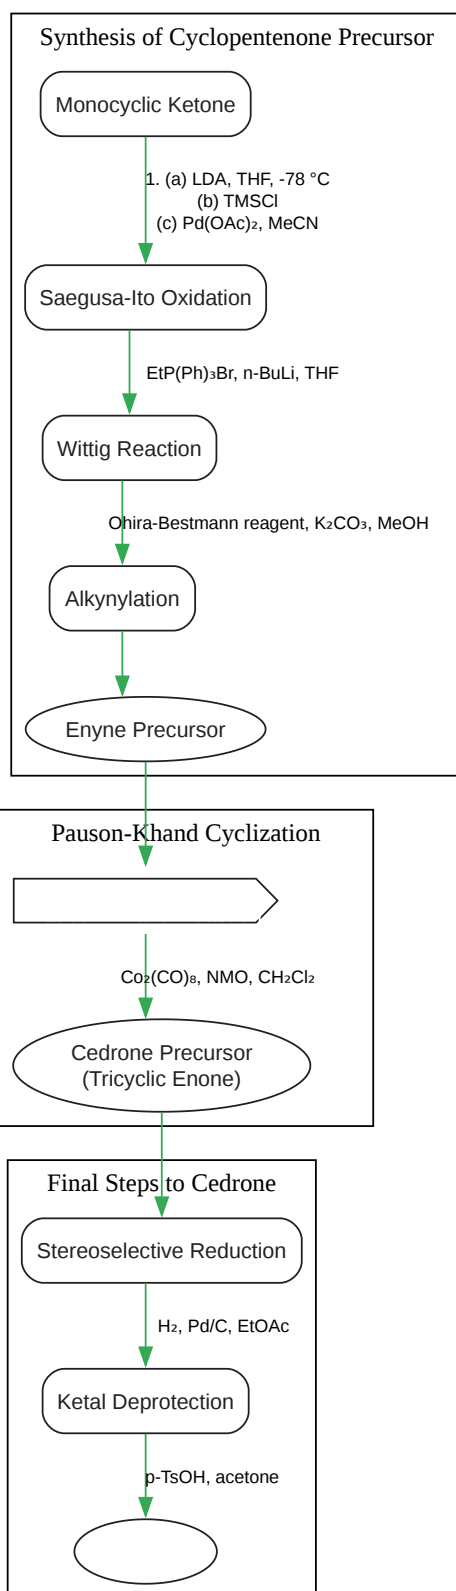 Synthesis of Cyclopentenone Precursor
Monocyclic Ketone
1. (a) LDA, THF, -78 °C
(b) TMSCl
(c) Pd(OAc)₂, MeCN
Saegusa-Ito Oxidation
EtP(Ph)₃Br, n-BuLi, THF
Wittig Reaction
Ohira-Bestmann reagent, K₂CO₃, MeOH
Alkynylation
Enyne Precursor
Pauson-Khand Cyclization
Co₂(CO)₈, NMO, CH₂Cl₂
Cedrone Precursor
(Tricyclic Enone)
Final Steps to Cedrone
Stereoselective Reduction
H₂, Pd/C, EtOAc
Ketal Deprotection
p-TsOH, acetone